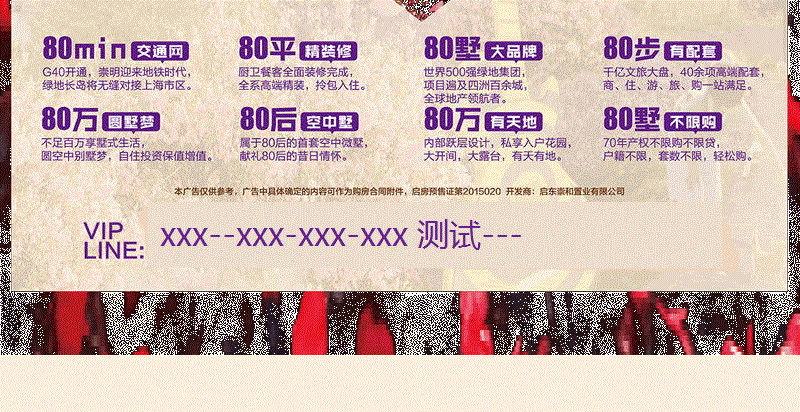 80min 交通网
G40开通，崇明迎来地铁时代，
绿地长岛将无缝对接上海市区。
80平 精装修
厨卫餐客全面装修完成，
全系高端精装，拎包入住。
80墅 大品牌
世界500强绿地集团，
项目遍及四洲百余城，
全球地产领航者。
80步 有配套
千亿文旅大盘，40余项高端配套，
商、住、游、旅、购一站满足。
80万 圆墅梦
不足百万享墅式生活，
圆空中别墅梦，自住投资保值增值。
80后 空中墅
属于80后的首套空中微墅，
献礼80后的昔日情怀。
80万 有天地
内部跃层设计，私享入户花园，
大开间，大露台，有天有地。
80墅 不限购
70年产权不限购不限贷，
户籍不限，套数不限，轻松购。
本广告仅供参考，广告中具体确定的内容可作为购房合同附件，启房预售证第2015020 开发商：启东崇和置业有限公司
VIP
LINE: xxx--xxx-xxx-xxx 测试---